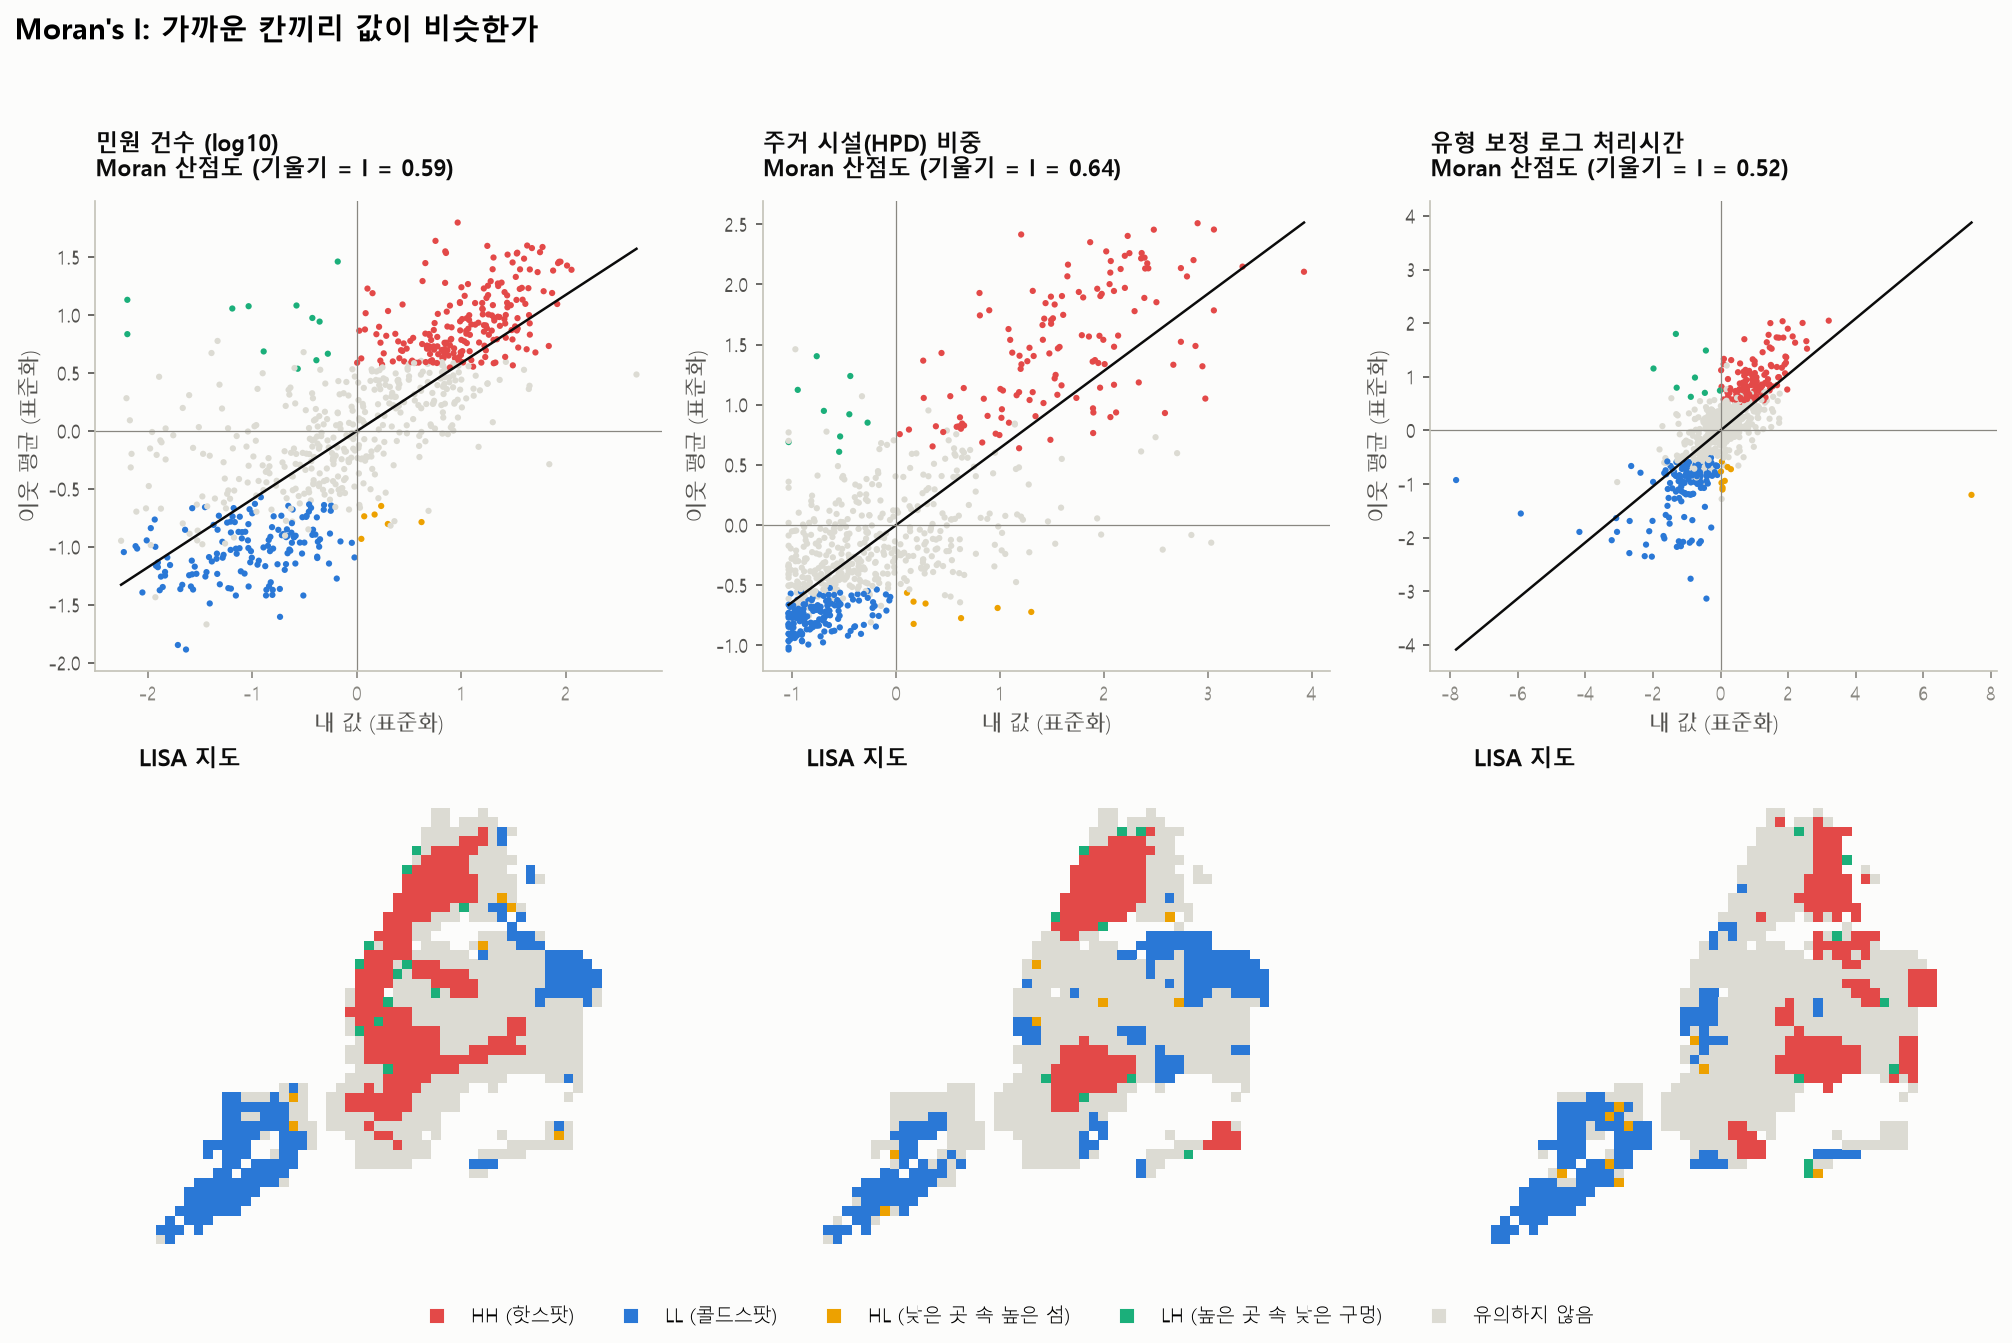 Moran's I: 가까운 칸끼리 값이 비슷한가
민원 건수 (log10)
Moran 산점도 (기울기 = I = 0.59)
이웃 평균 (표준화)
1.5
1.0
0.5
0.0
-0.5
-1.0
-1.5
-2.0
-2
-1
0
1
2
내 값 (표준화)
주거 시설(HPD) 비중
Moran 산점도 (기울기 = I = 0.64)
이웃 평균 (표준화)
2.5
2.0
1.5
1.0
0.5
0.0
-0.5
-1.0
-1
0
1
2
3
4
내 값 (표준화)
유형 보정 로그 처리시간
Moran 산점도 (기울기 = I = 0.52)
이웃 평균 (표준화)
4
3
2
1
0
-1
-2
-3
-4
-8
-6
-4
-2
0
2
4
6
8
내 값 (표준화)
LISA 지도
LISA 지도
LISA 지도
HH (핫스팟)
LL (콜드스팟)
HL (낮은 곳 속 높은 섬)
LH (높은 곳 속 낮은 구멍)
유의하지 않음